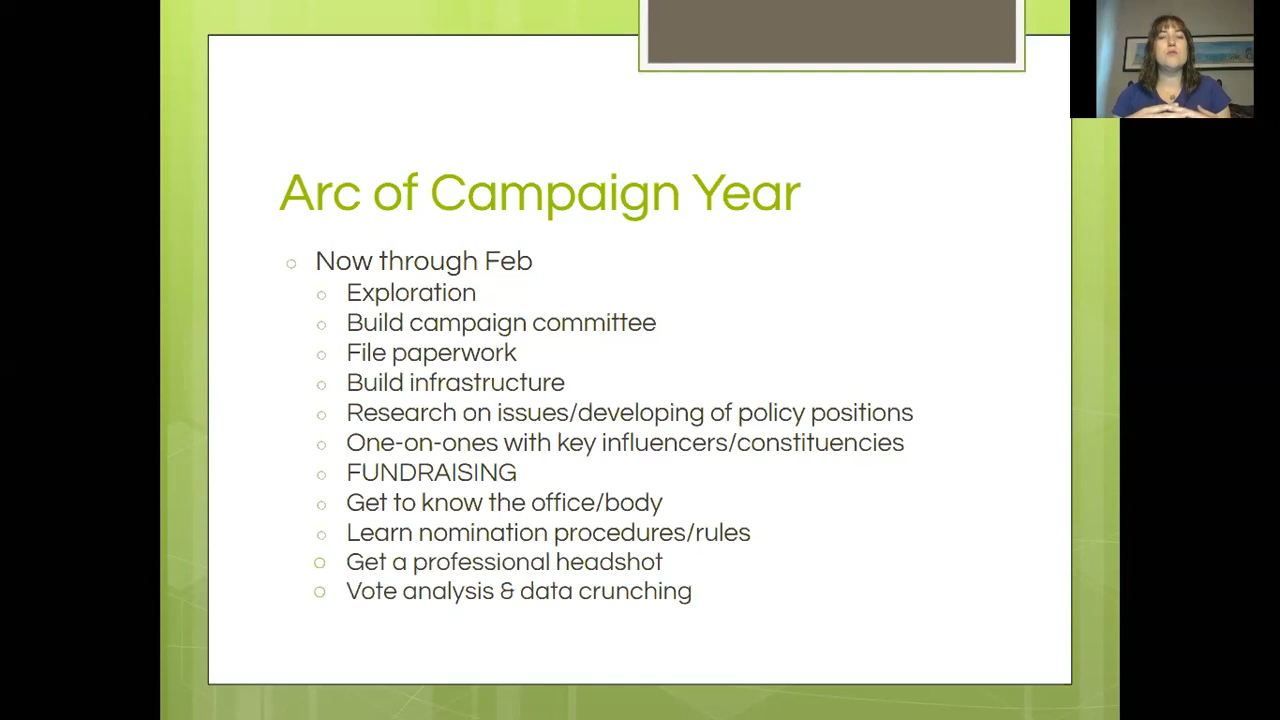 Arc of Campaign Year
Now through Feb
Exploration
Build campaign committee
File paperwork
Build infrastructure
Research on issues/developing of policy positions
One-on-ones with key influencers/constituencies
FUNDRAISING
Get to know the office/body
Learn nomination procedures/rules
Get a professional headshot
Vote analysis & data crunching